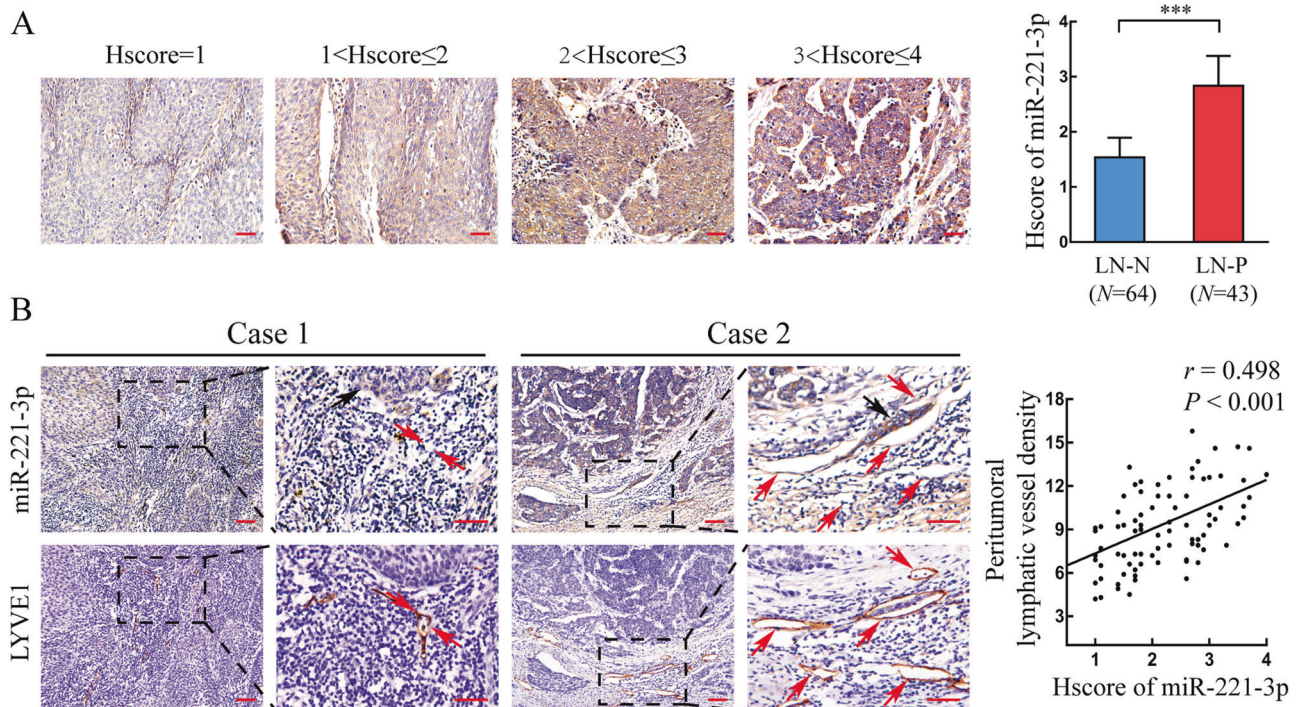 A
Hscore=1
1<Hscore≤2
2<Hscore≤3
3<Hscore≤4
Hscore of miR-221-3p
4
3
2
1
0
***
LN-N
(N=64)
LN-P
(N=43)
B
Case 1
Case 2
miR-221-3p
LYVE1
Peritumoral
lymphatic vessel density
r = 0.498
P < 0.001
18
15
12
9
6
3
1
2
3
4
Hscore of miR-221-3p